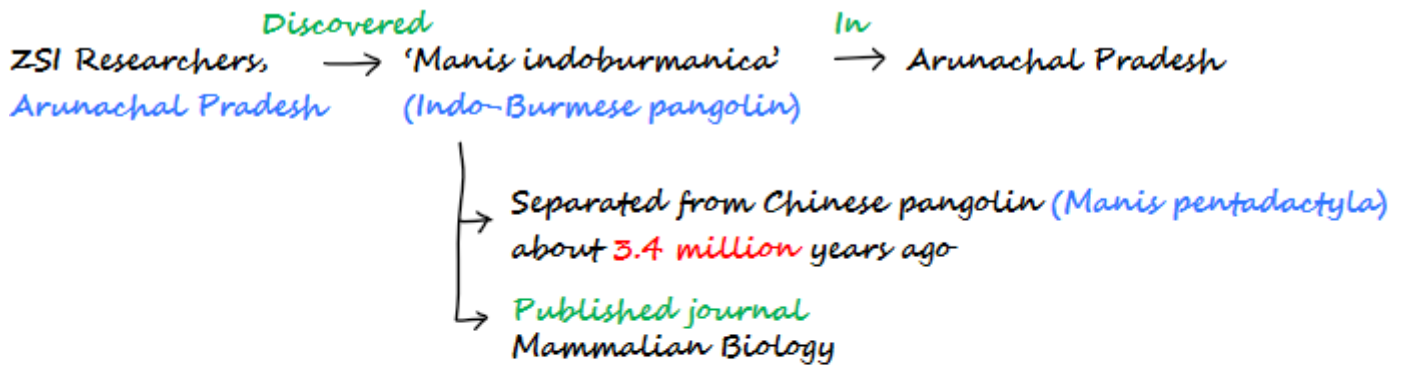 Discovered In
ZSI Researchers, → ‘Manis indoburmanica’ → Arunachal Pradesh
Arunachal Pradesh (Indo-Burmese pangolin)
Separated from Chinese pangolin (Manis pentadactyla)
about 3.4 million years ago
Published journal
Mammalian Biology